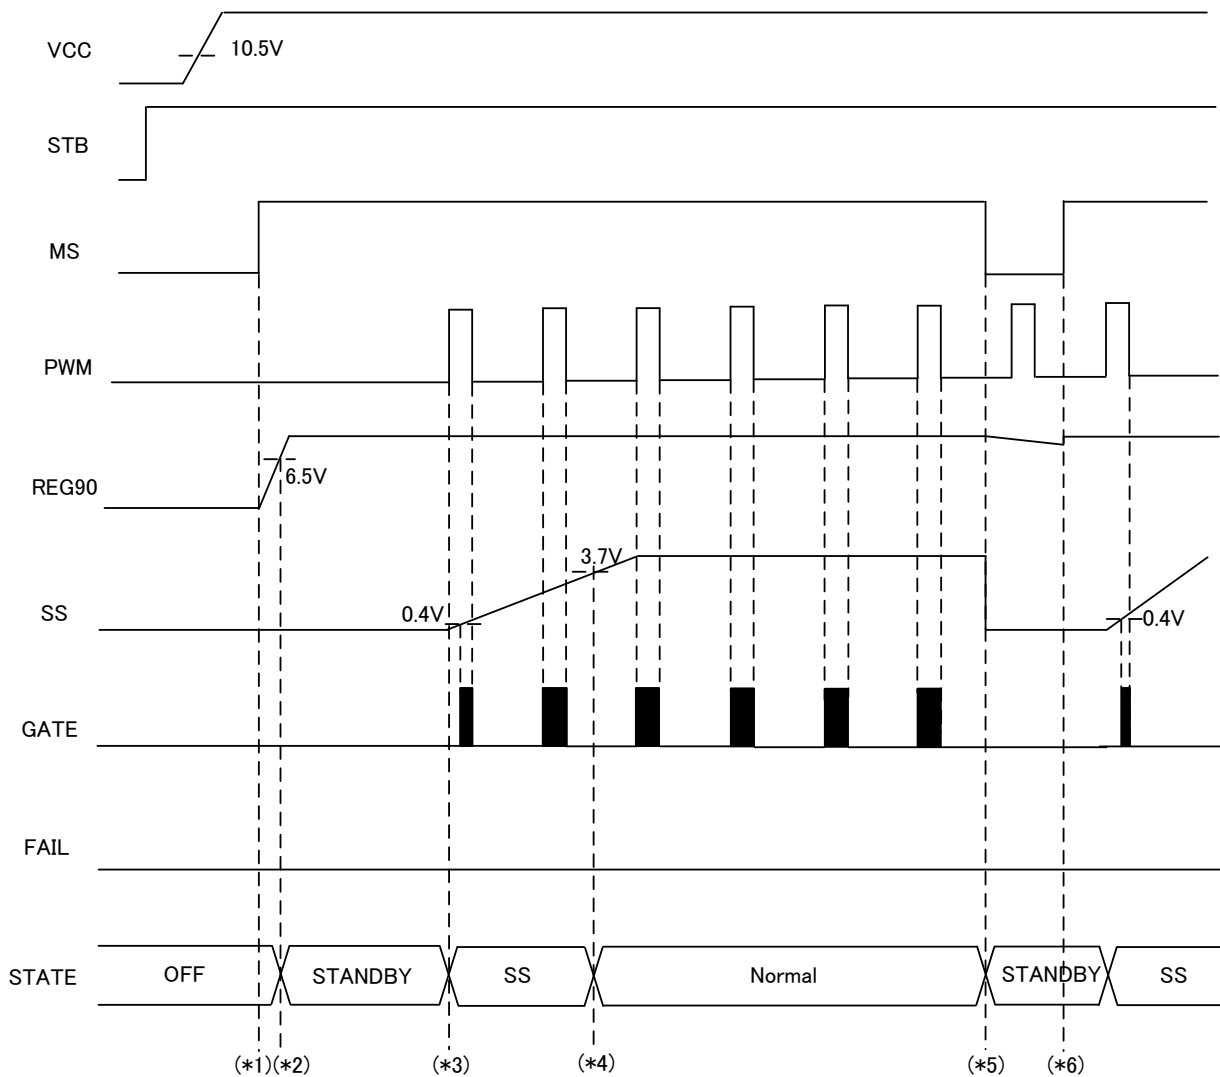 VCC
10.5V
STB
MS
PWM
REG90
6.5V
SS
0.4V
3.7V
0.4V
GATE
FAIL
STATE
OFF
STANDBY
SS
Normal
STANDBY
SS
(*1)
(*2)
(*3)
(*4)
(*5)
(*6)